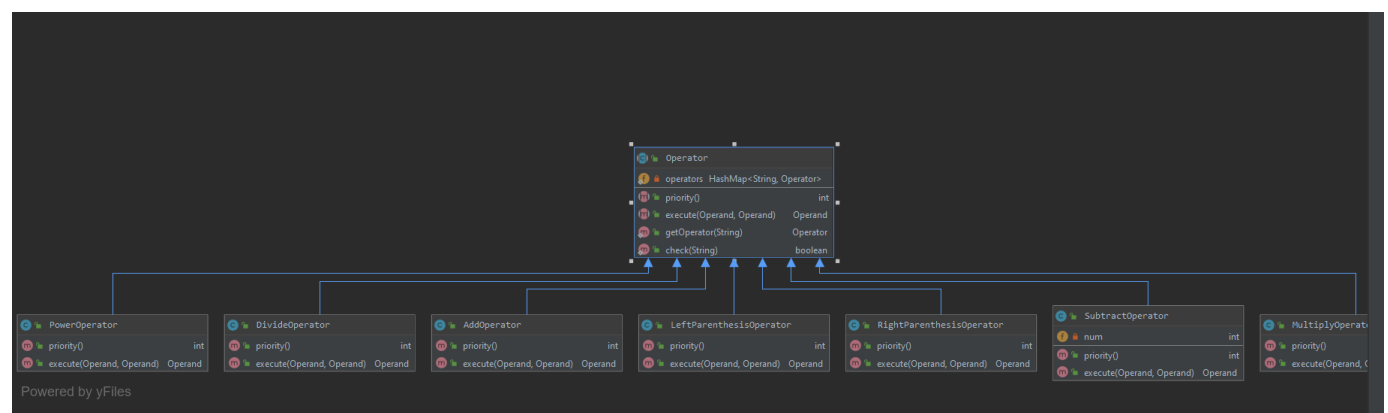 Operator
operators HashMap<String, Operator>
priority() int
execute(Operand, Operand) Operand
getOperator(String) Operator
check(String) boolean
PowerOperator
priority() int
execute(Operand, Operand) Operand
DivideOperator
priority() int
execute(Operand, Operand) Operand
AddOperator
priority() int
execute(Operand, Operand) Operand
LeftParenthesisOperator
priority() int
execute(Operand, Operand) Operand
RightParenthesisOperator
priority() int
execute(Operand, Operand) Operand
SubtractOperator
num int
priority() int
execute(Operand, Operand) Operand
MultiplyOperato
priority()
execute(Operand,
Powered by yFiles